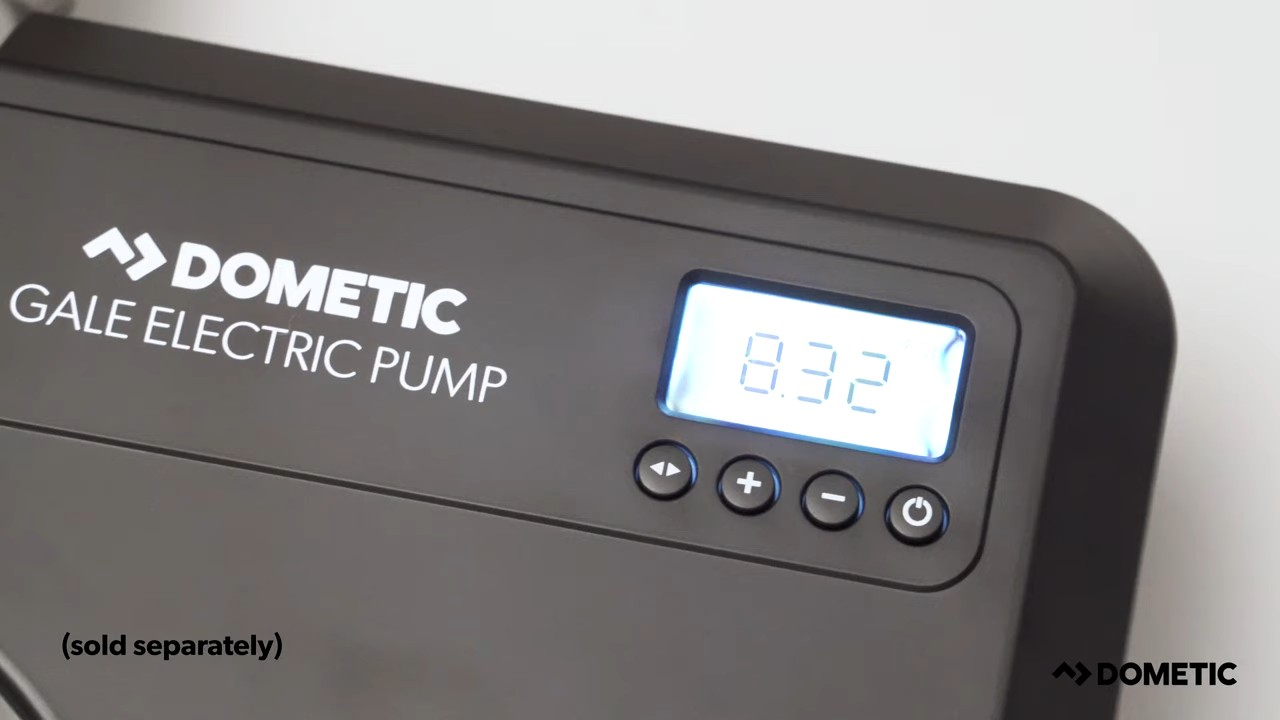 DOMETIC
GALE ELECTRIC PUMP
8.32
(sold separately)
DOMETIC